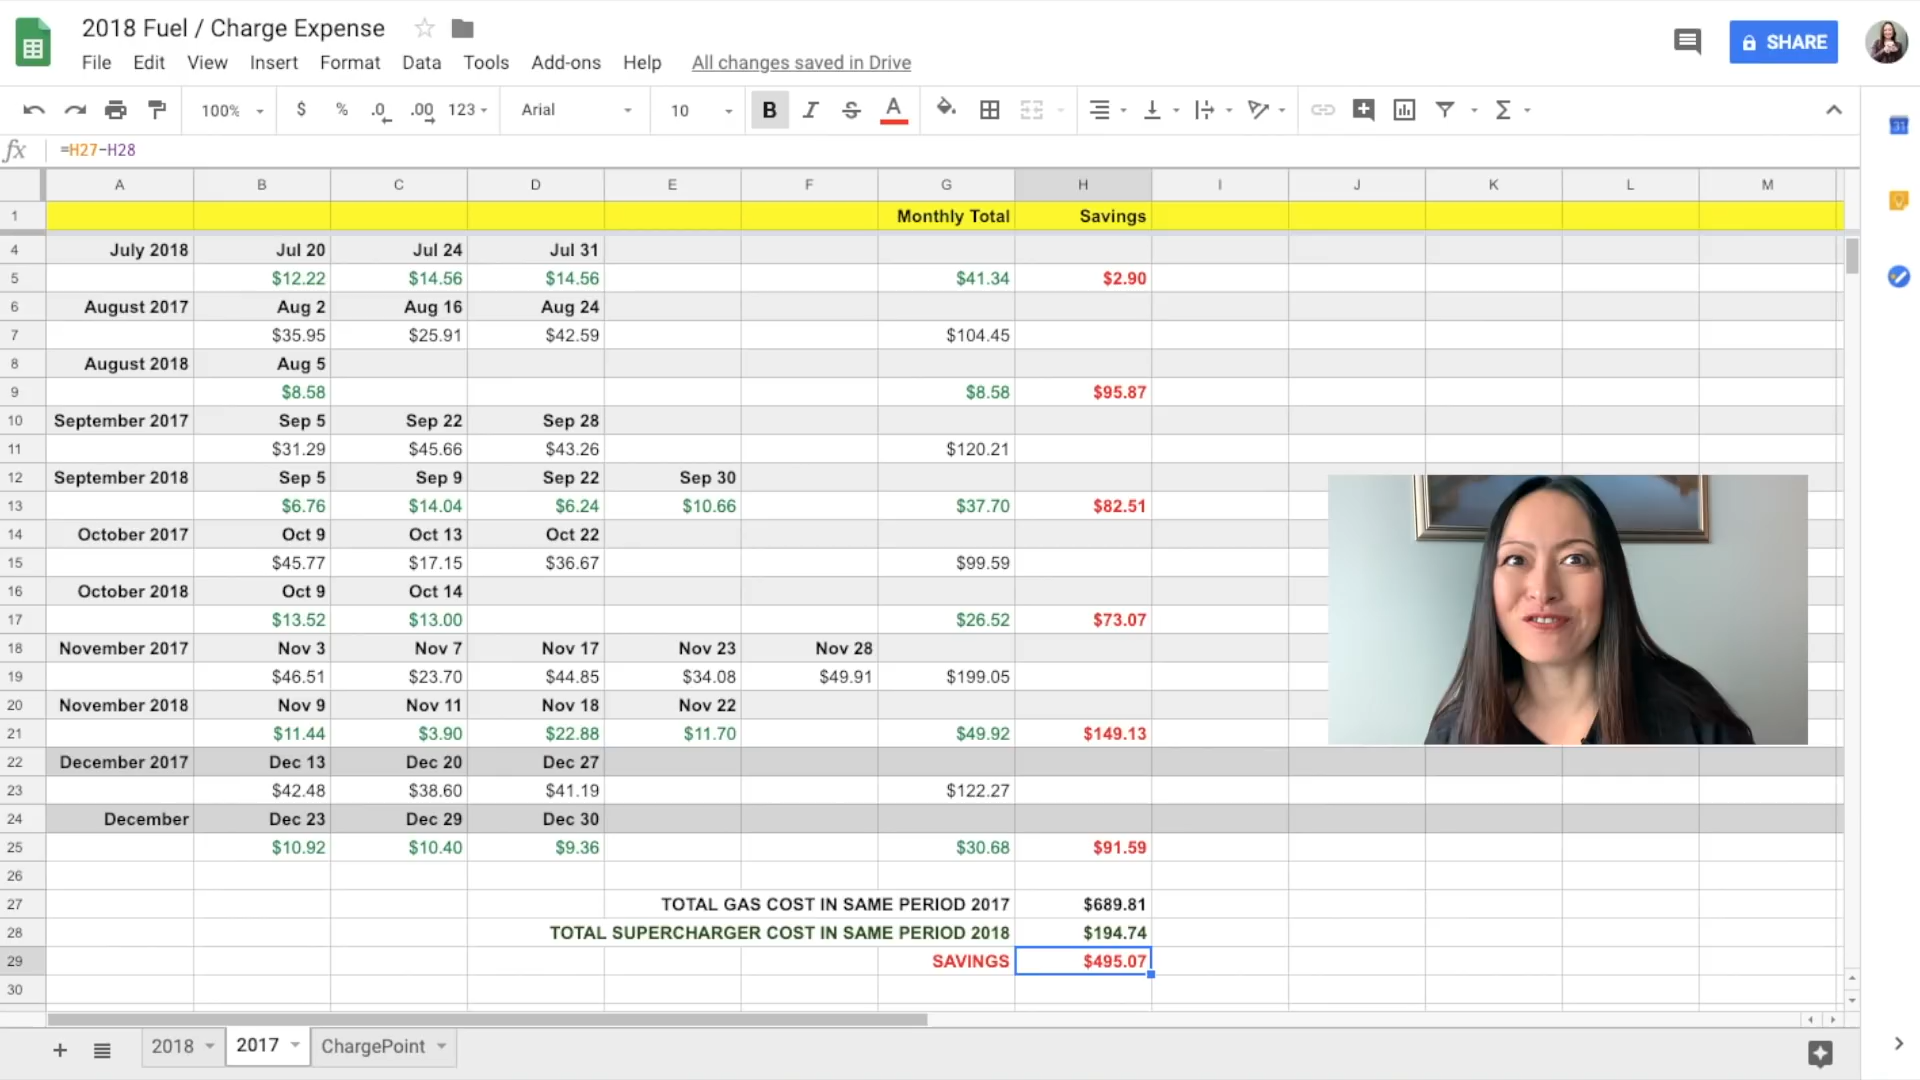 2018 Fuel / Charge Expense
File Edit View Insert Format Data Tools Add-ons Help All changes saved in Drive
SHARE
100% $ % .0 .00 123 Arial 10 B I S A Σ
fx =H27-H28
A B C D E F G H I J K L M
1 Monthly Total Savings
4 July 2018 Jul 20 Jul 24 Jul 31
5 $12.22 $14.56 $14.56 $41.34 $2.90
6 August 2017 Aug 2 Aug 16 Aug 24
7 $35.95 $25.91 $42.59 $104.45
8 August 2018 Aug 5
9 $8.58 $8.58 $95.87
10 September 2017 Sep 5 Sep 22 Sep 28
11 $31.29 $45.66 $43.26 $120.21
12 September 2018 Sep 5 Sep 9 Sep 22 Sep 30
13 $6.76 $14.04 $6.24 $10.66 $37.70 $82.51
14 October 2017 Oct 9 Oct 13 Oct 22
15 $45.77 $17.15 $36.67 $99.59
16 October 2018 Oct 9 Oct 14
17 $13.52 $13.00 $26.52 $73.07
18 November 2017 Nov 3 Nov 7 Nov 17 Nov 23 Nov 28
19 $46.51 $23.70 $44.85 $34.08 $49.91 $199.05
20 November 2018 Nov 9 Nov 11 Nov 18 Nov 22
21 $11.44 $3.90 $22.88 $11.70 $49.92 $149.13
22 December 2017 Dec 13 Dec 20 Dec 27
23 $42.48 $38.60 $41.19 $122.27
24 December Dec 23 Dec 29 Dec 30
25 $10.92 $10.40 $9.36 $30.68 $91.59
26
27 TOTAL GAS COST IN SAME PERIOD 2017 $689.81
28 TOTAL SUPERCHARGER COST IN SAME PERIOD 2018 $194.74
29 SAVINGS $495.07
30
2018 2017 ChargePoint
31